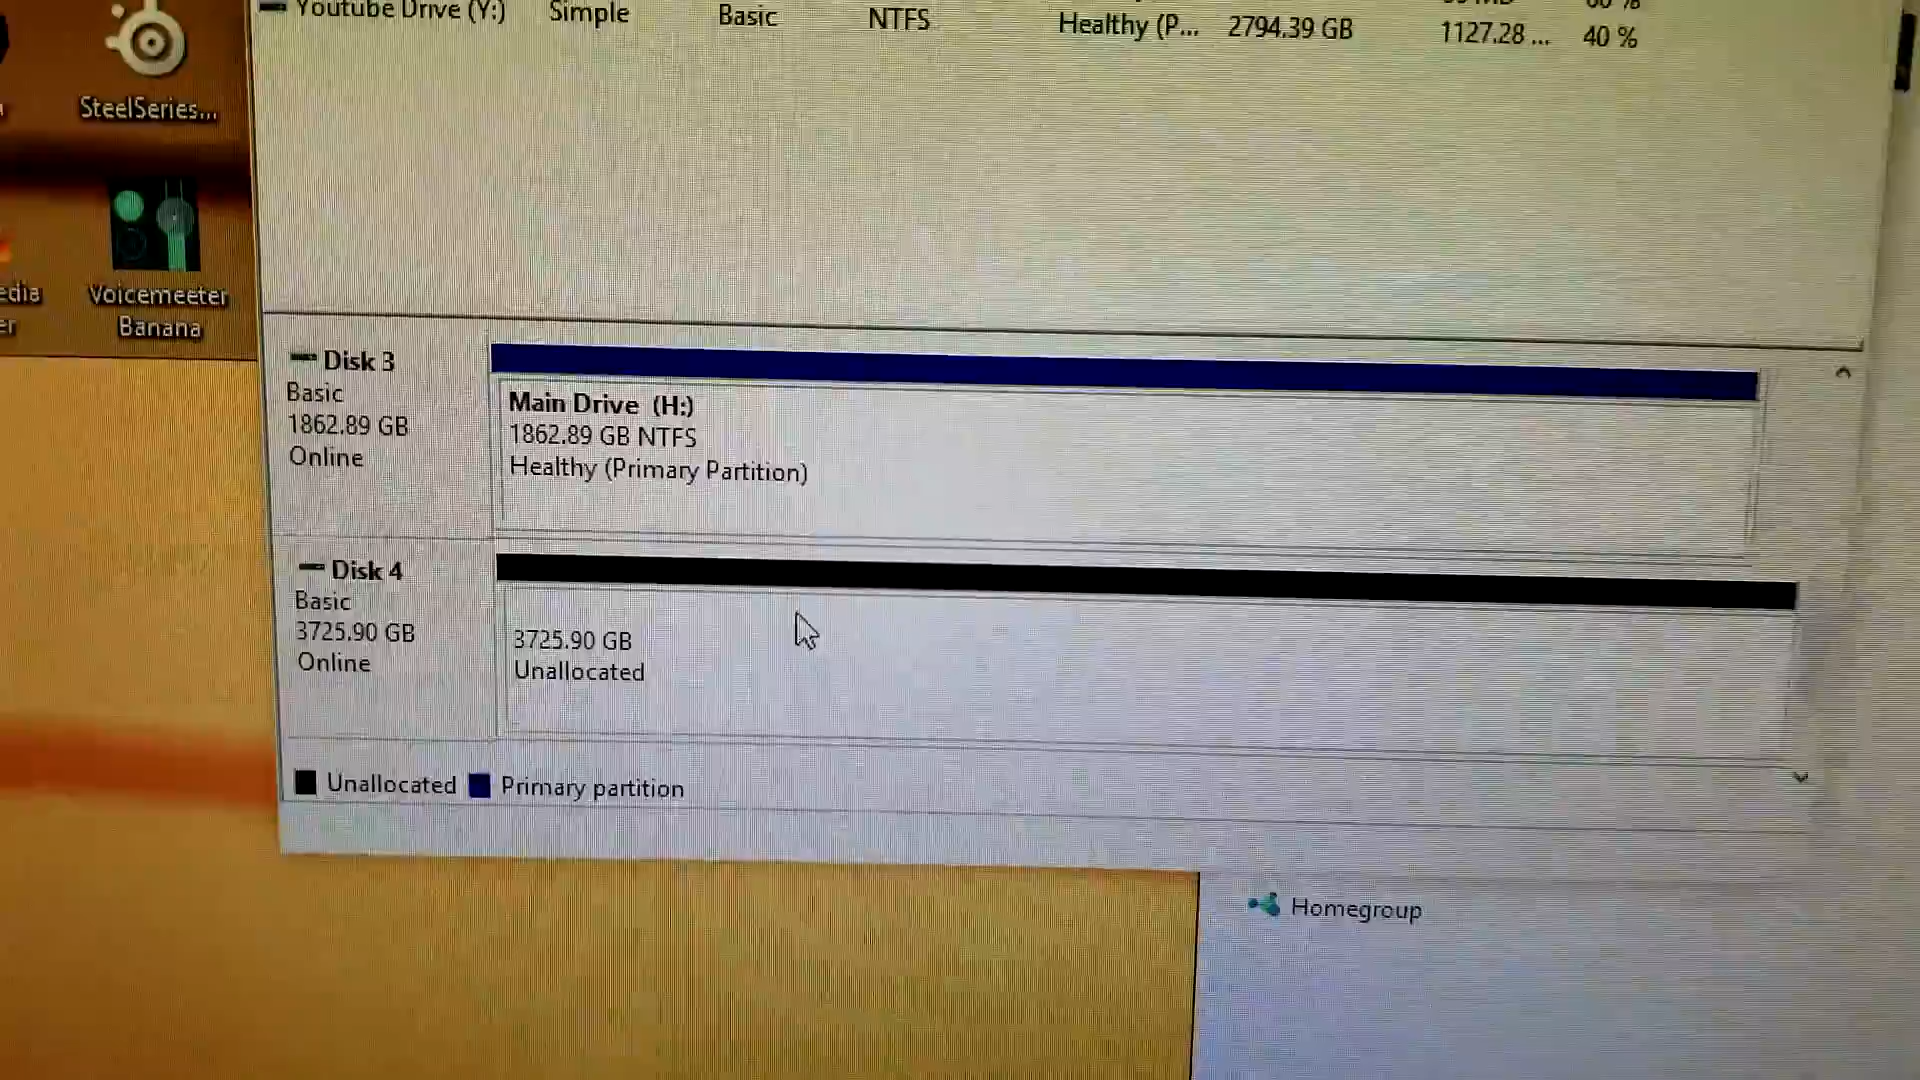 Youtube Drive (Y:) Simple Basic NTFS Healthy (P... 2794.39 GB 1127.28 ... 40 %
SteelSeries...
Voicemeeter
Banana
Disk 3
Basic
1862.89 GB
Online
Main Drive (H:)
1862.89 GB NTFS
Healthy (Primary Partition)
Disk 4
Basic
3725.90 GB
Online
3725.90 GB
Unallocated
Unallocated Primary partition
Homegroup